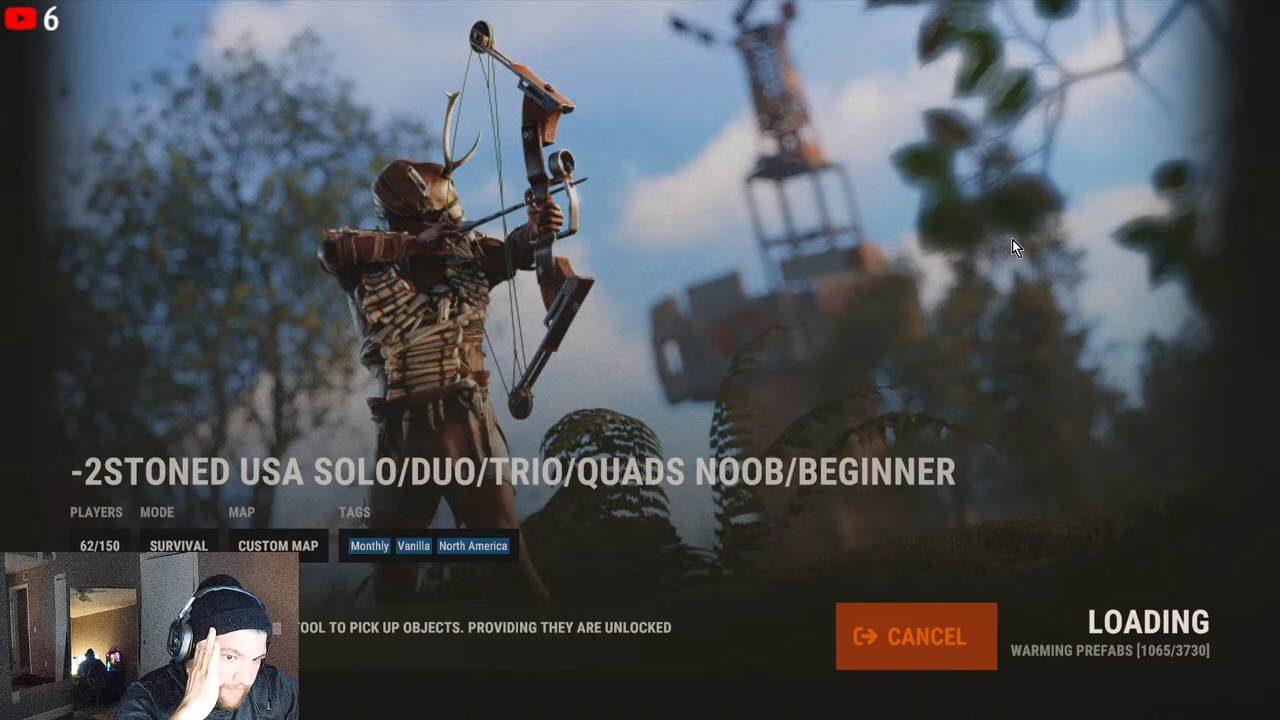 6
-2STONED USA SOLO/DUO/TRIO/QUADS NOOB/BEGINNER
PLAYERS MODE MAP TAGS
62/150 SURVIVAL CUSTOM MAP Monthly Vanilla North America
TOOL TO PICK UP OBJECTS. PROVIDING THEY ARE UNLOCKED
CANCEL
LOADING
WARMING PREFABS [1065/3730]